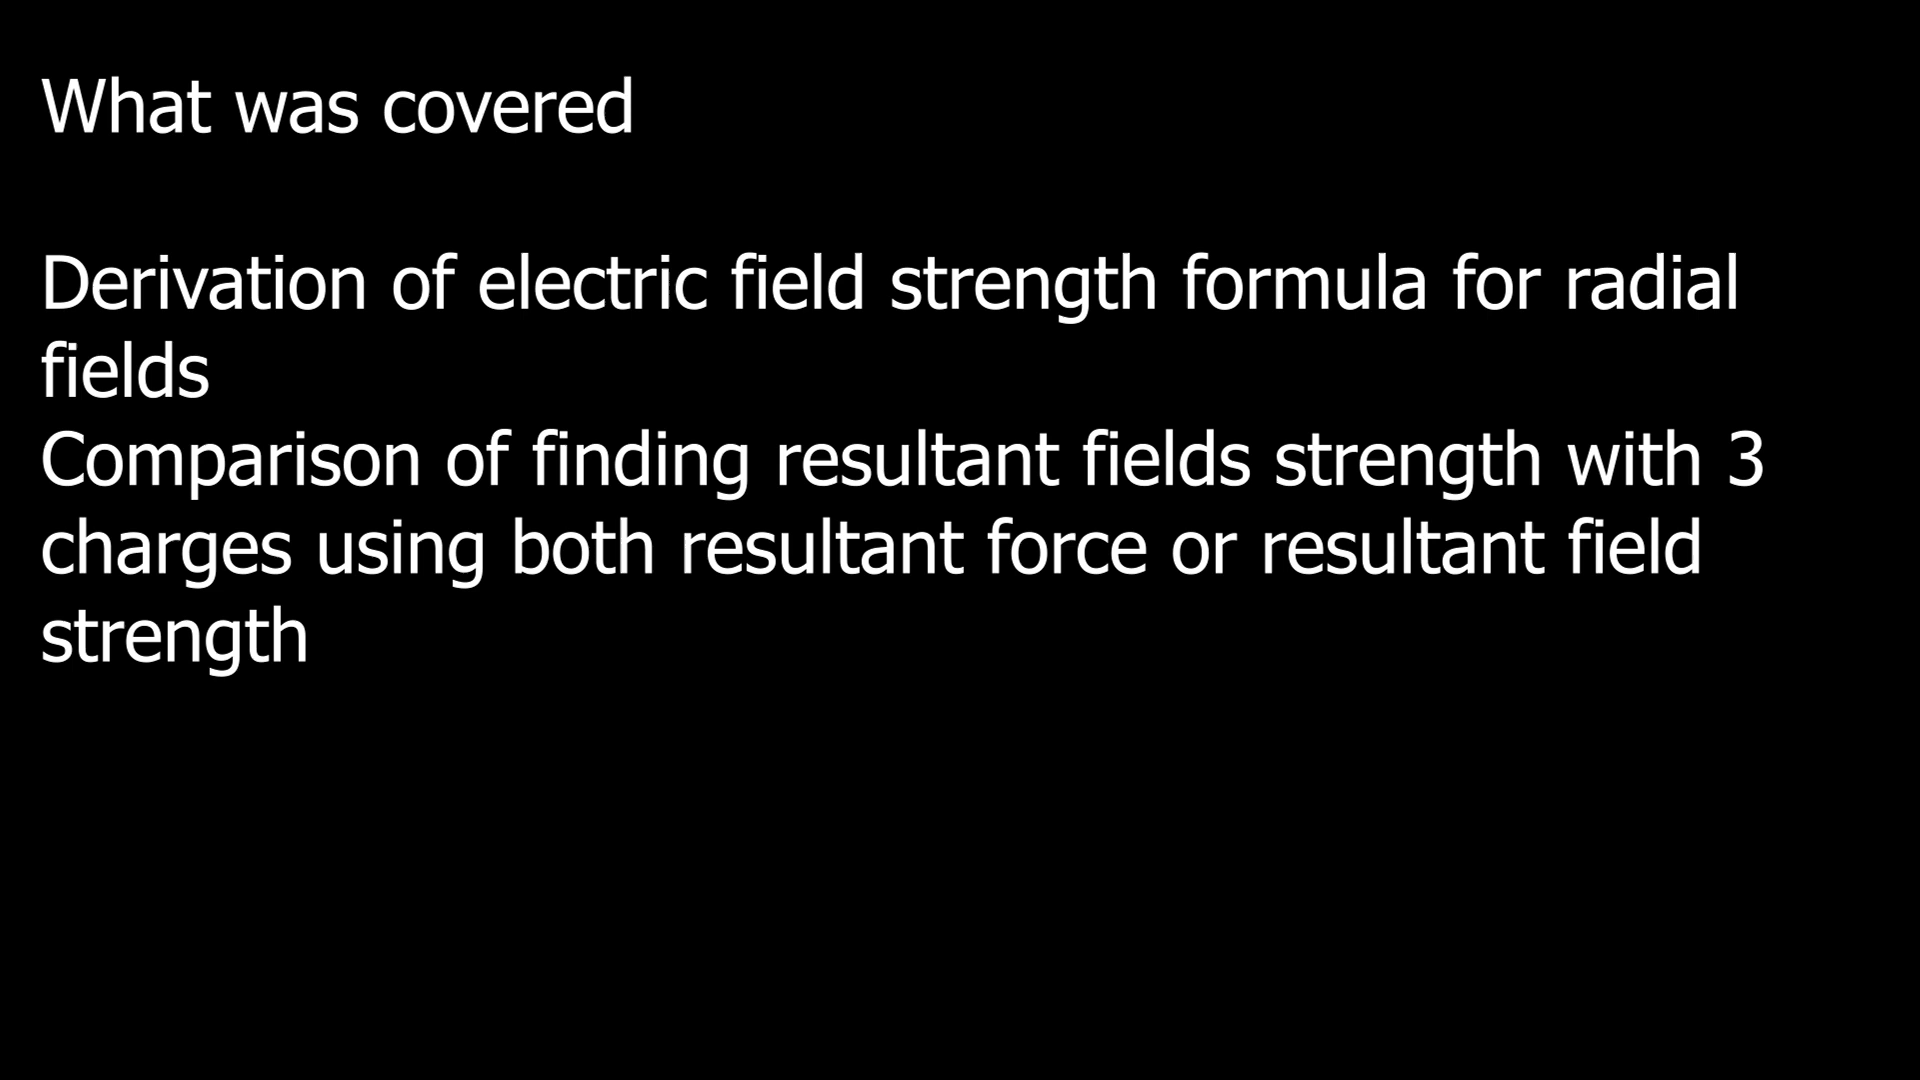 What was covered
Derivation of electric field strength formula for radial
fields
Comparison of finding resultant fields strength with 3
charges using both resultant force or resultant field
strength